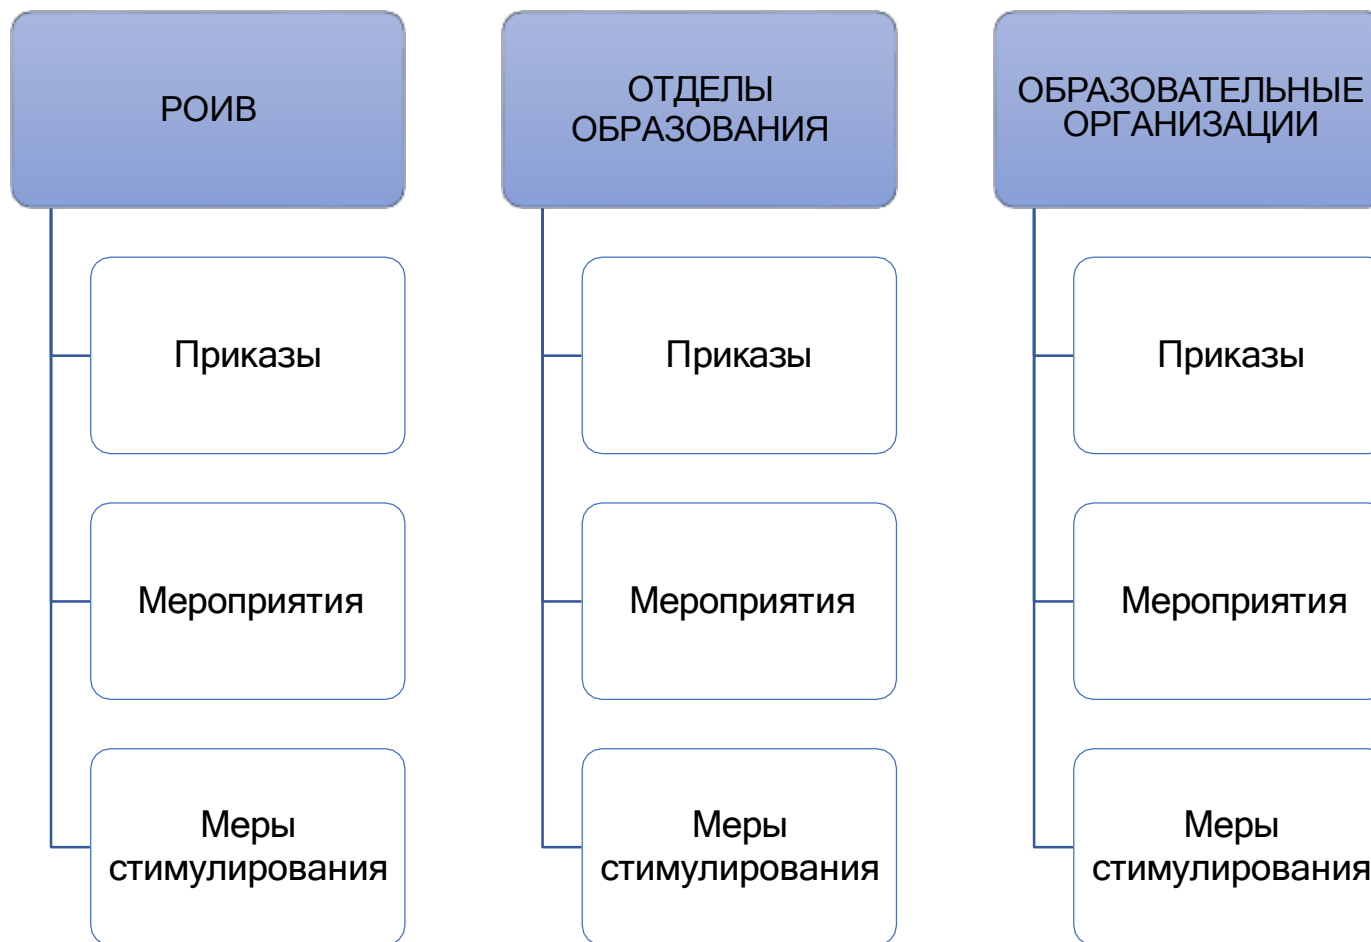 РОИВ
Приказы
Мероприятия
Меры
стимулирования
ОТДЕЛЫ
ОБРАЗОВАНИЯ
Приказы
Мероприятия
Меры
стимулирования
ОБРАЗОВАТЕЛЬНЫЕ
ОРГАНИЗАЦИИ
Приказы
Мероприятия
Меры
стимулирования